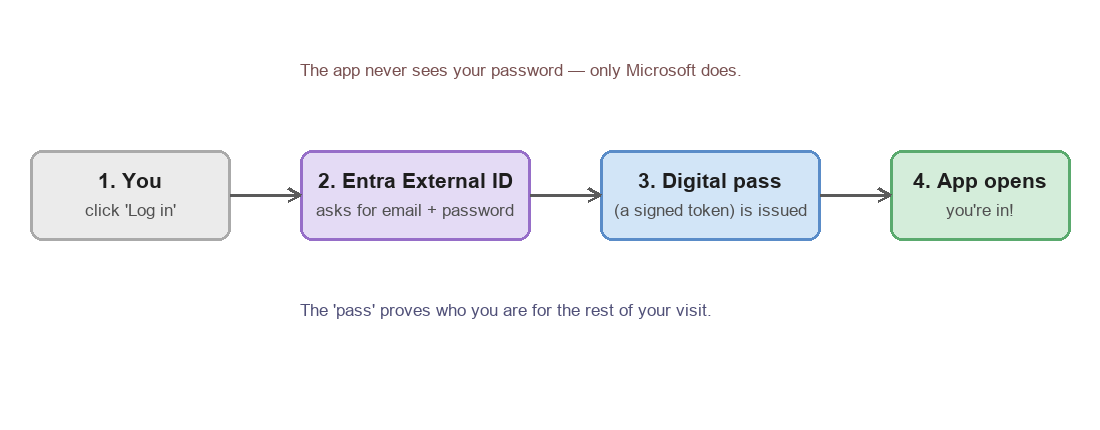 The app never sees your password — only Microsoft does.
1. You
click 'Log in'
2. Entra External ID
asks for email + password
3. Digital pass
(a signed token) is issued
4. App opens
you're in!
The 'pass' proves who you are for the rest of your visit.